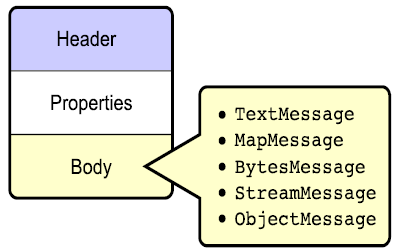 Header
Properties
Body
• TextMessage
• MapMessage
• BytesMessage
• StreamMessage
• ObjectMessage